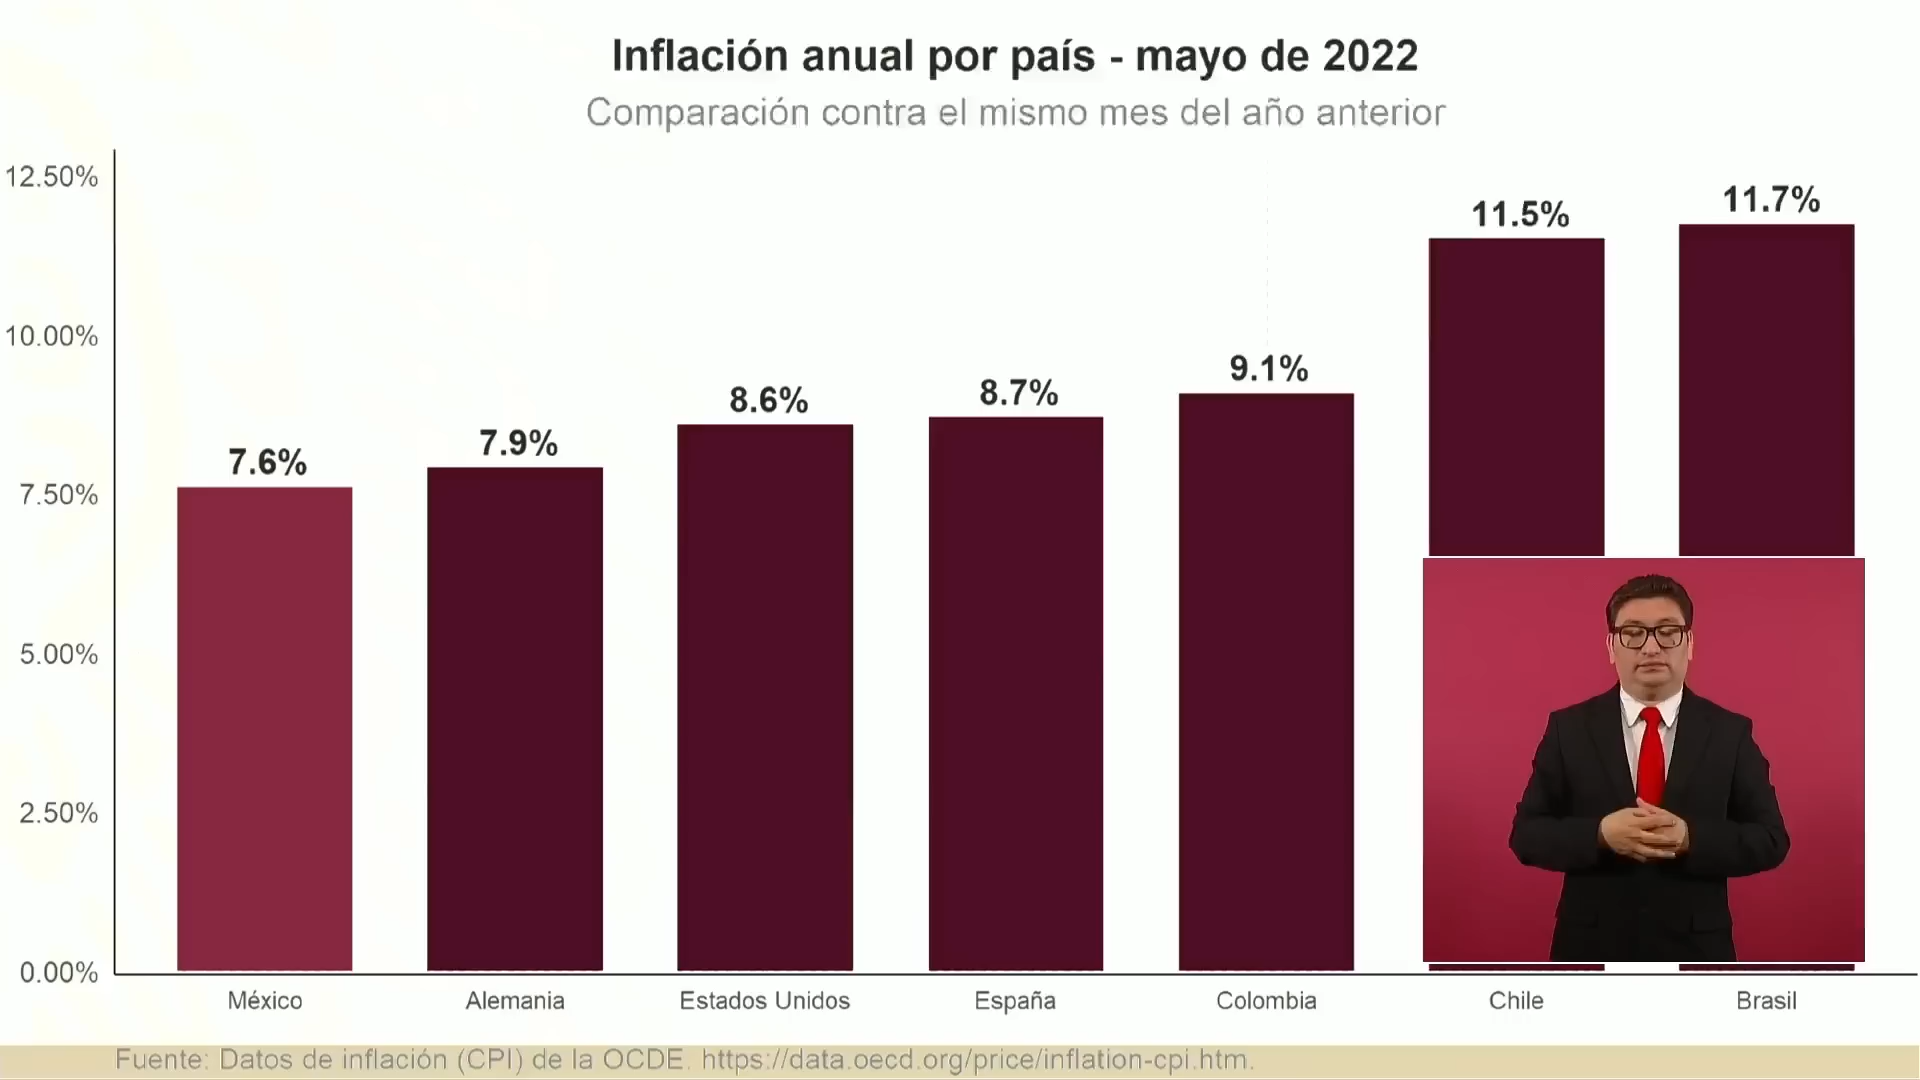 Inflación anual por país - mayo de 2022
Comparación contra el mismo mes del año anterior
12.50%
10.00%
7.50%
5.00%
2.50%
0.00%
7.6%
7.9%
8.6%
8.7%
9.1%
11.5%
11.7%
México
Alemania
Estados Unidos
España
Colombia
Chile
Brasil
Fuente: Datos de inflación (CPI) de la OCDE. https://data.oecd.org/price/inflation-cpi.htm.